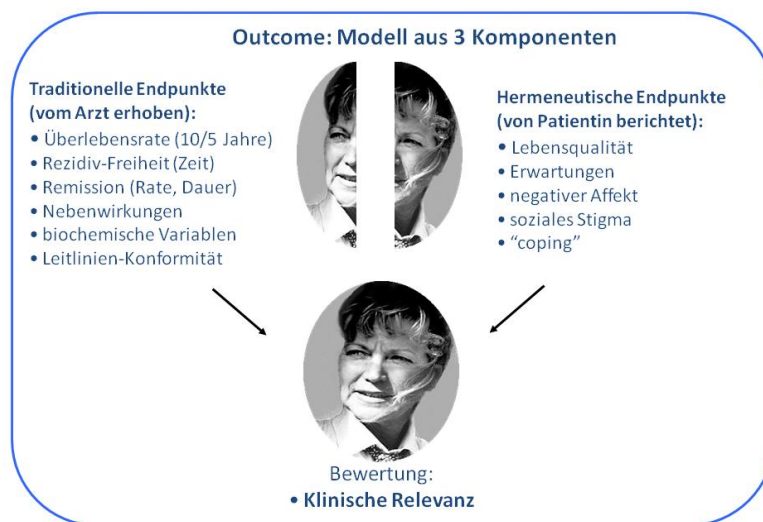 Outcome: Modell aus 3 Komponenten
Traditionelle Endpunkte
(vom Arzt erhoben):
• Überlebensrate (10/5 Jahre)
• Rezidiv-Freiheit (Zeit)
• Remission (Rate, Dauer)
• Nebenwirkungen
• biochemische Variablen
• Leitlinien-Konformität
Hermeneutische Endpunkte
(von Patientin berichtet):
• Lebensqualität
• Erwartungen
• negativer Affekt
• soziales Stigma
• “coping”
Bewertung:
• Klinische Relevanz